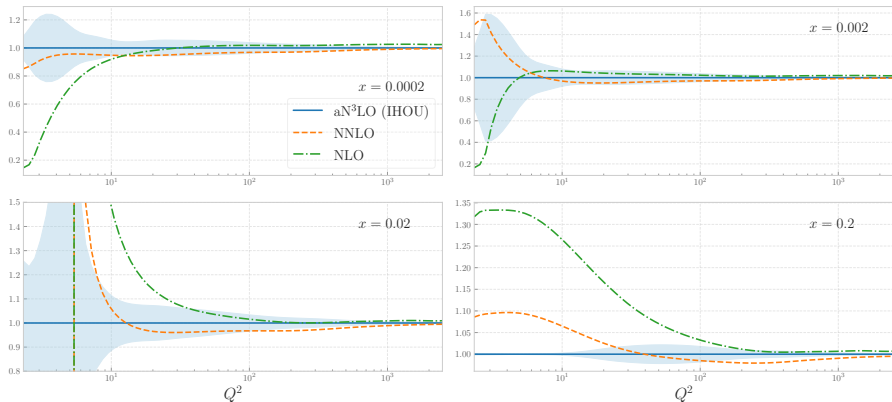 1.2
1.0
0.8
0.6
0.4
0.2
x = 0.0002
aN³LO (IHOU)
NNLO
NLO
10¹ 10² 10³
1.6
1.4
1.2
1.0
0.8
0.6
0.4
0.2
x = 0.002
10¹ 10² 10³
1.5
1.4
1.3
1.2
1.1
1.0
0.9
0.8
x = 0.02
10¹ 10² 10³
Q²
1.35
1.30
1.25
1.20
1.15
1.10
1.05
1.00
x = 0.2
10¹ 10² 10³
Q²